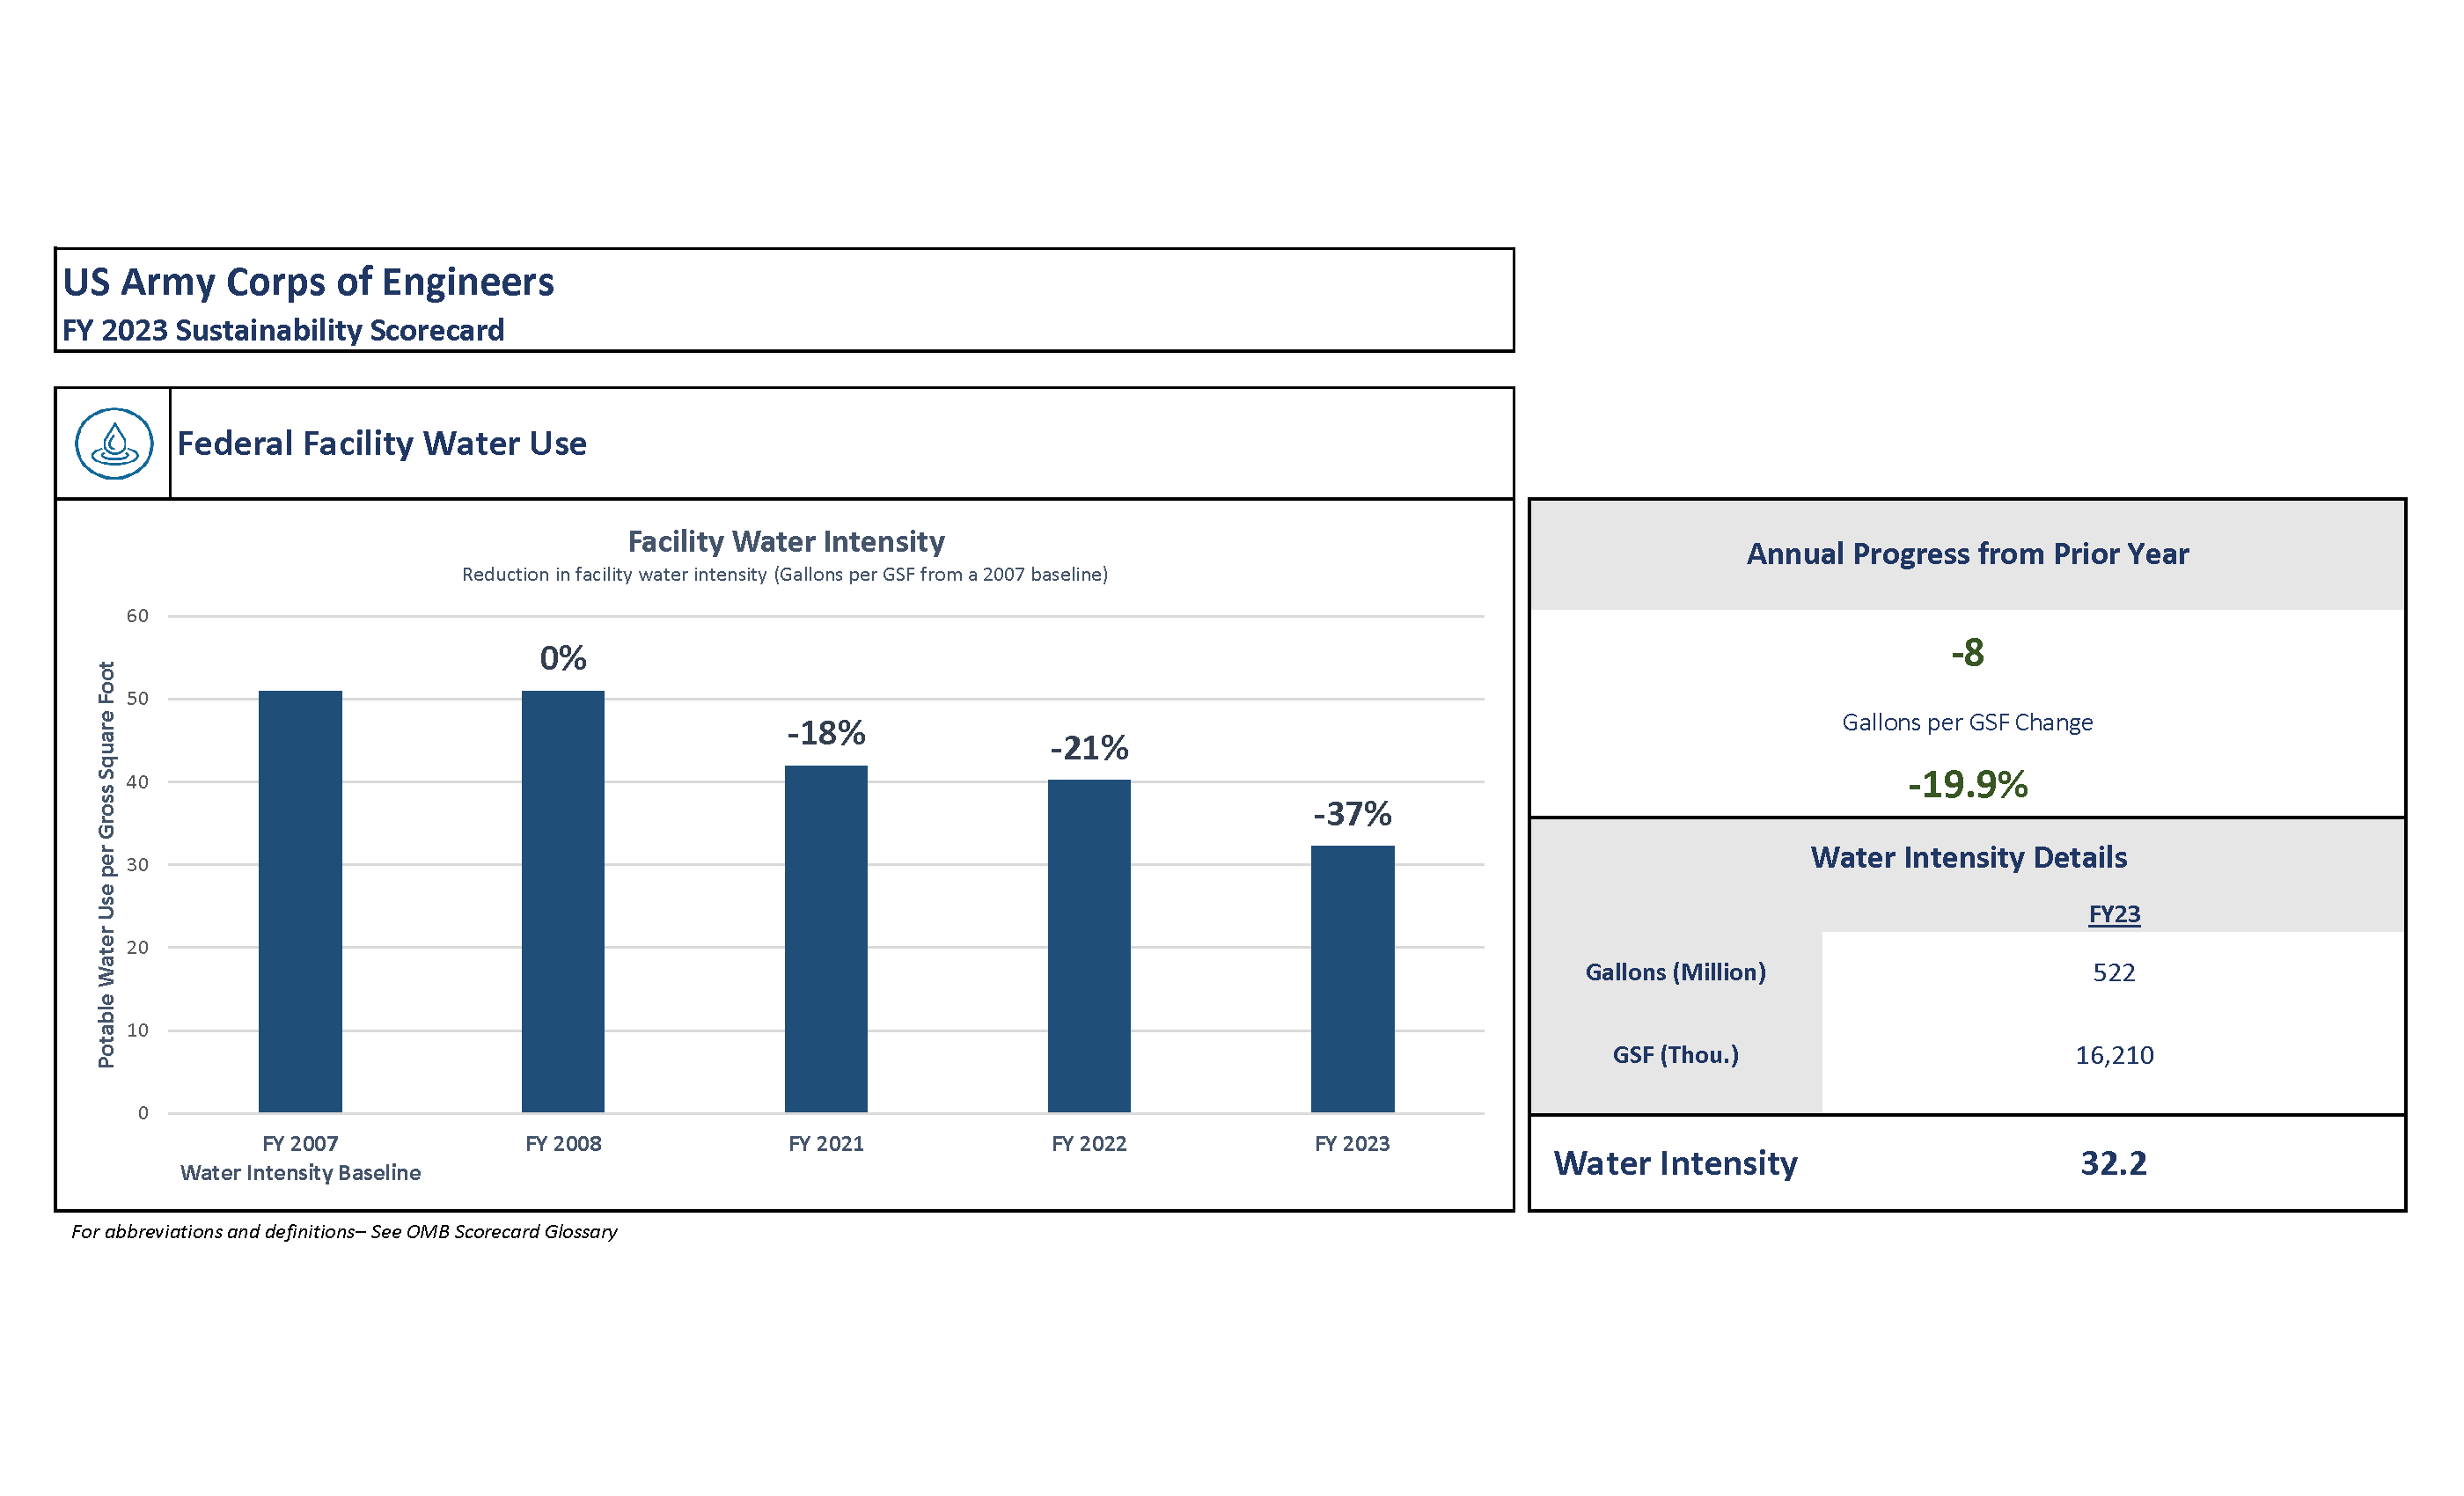 US Army Corps of Engineers
FY 2023 Sustainability Scorecard
Federal Facility Water Use
Facility Water Intensity
Reduction in facility water intensity (Gallons per GSF from a 2007 baseline)
Potable Water Use per Gross Square Foot
60
50
40
30
20
10
0
0%
-18%
-21%
-37%
FY 2007
Water Intensity Baseline
FY 2008
FY 2021
FY 2022
FY 2023
For abbreviations and definitions– See OMB Scorecard Glossary
Annual Progress from Prior Year
-8
Gallons per GSF Change
-19.9%
Water Intensity Details
FY23
Gallons (Million) 522
GSF (Thou.) 16,210
Water Intensity 32.2